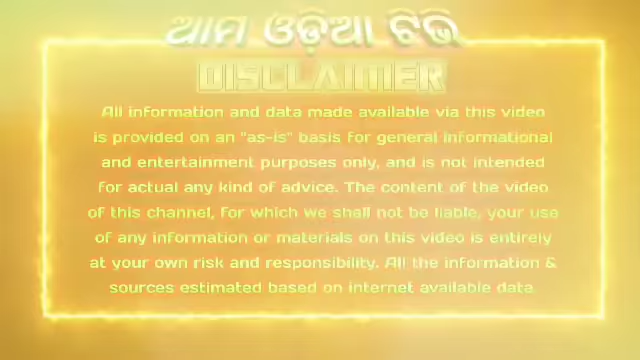 ଆମ ଓଡ଼ିଆ ଟିଭି
DISCLAIMER
All information and data made available via this video
is provided on an "as-is" basis for general informational
and entertainment purposes only, and is not intended
for actual any kind of advice. The content of the video
of this channel, for which we shall not be liable, your use
of any information or materials on this video is entirely
at your own risk and responsibility. All the information &
sources estimated based on internet available data